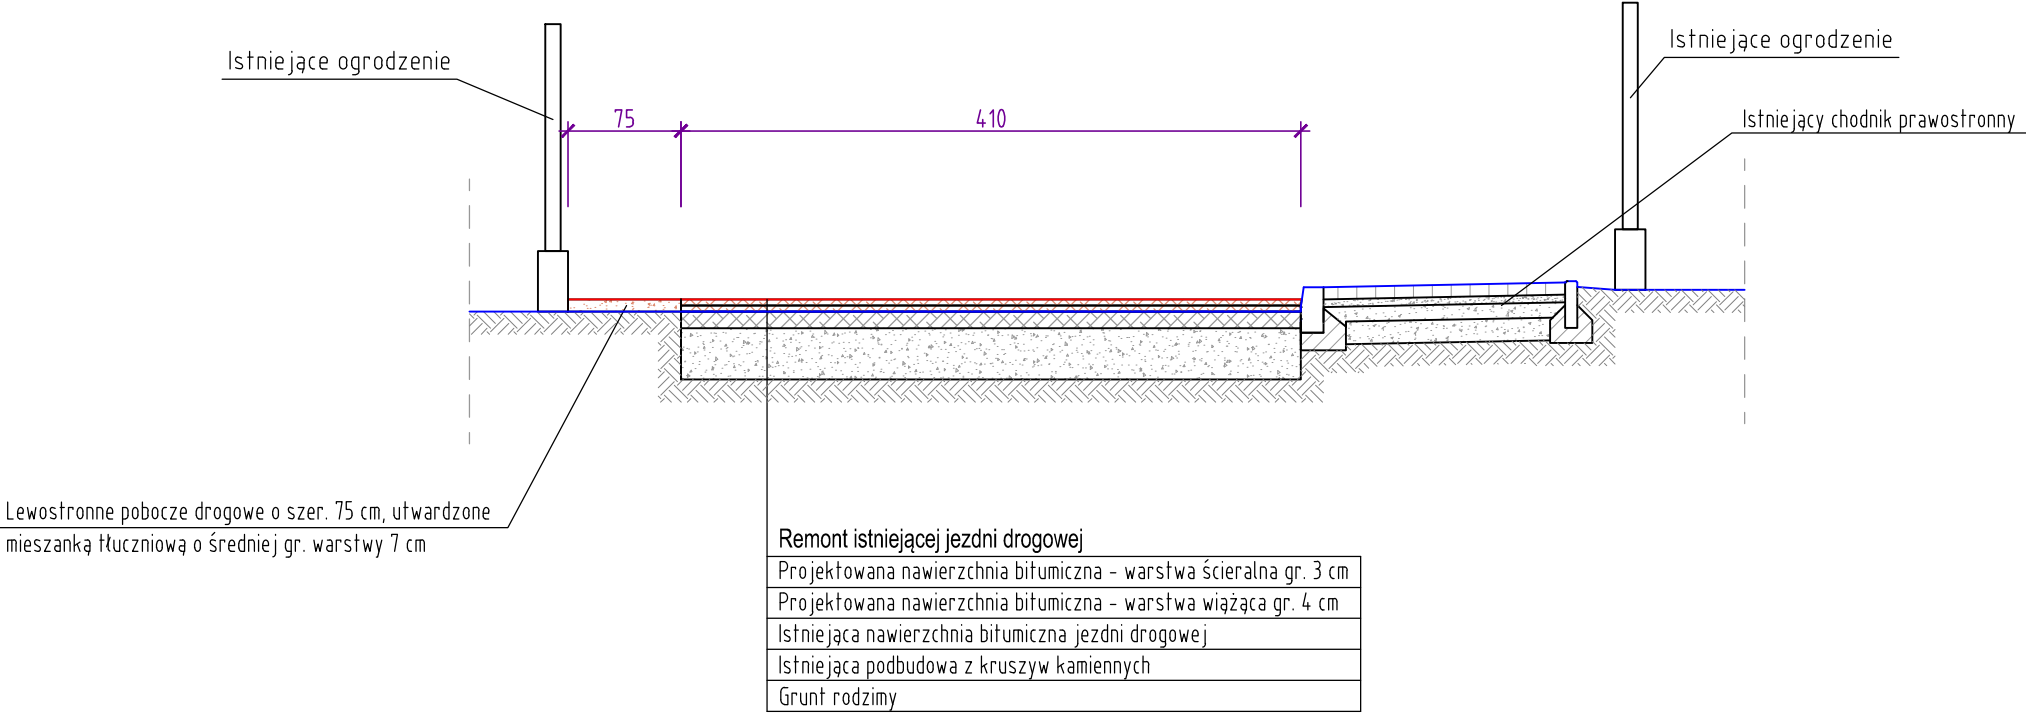 Istniejące ogrodzenie
Istniejące ogrodzenie
75
410
Istniejący chodnik prawostronny
Lewostronne pobocze drogowe o szer. 75 cm, utwardzone
mieszanką tłuczniową o średniej gr. warstwy 7 cm
Remont istniejącej jezdni drogowej
Projektowana nawierzchnia bitumiczna - warstwa ścieralna gr. 3 cm
Projektowana nawierzchnia bitumiczna - warstwa wiążąca gr. 4 cm
Istniejąca nawierzchnia bitumiczna jezdni drogowej
Istniejąca podbudowa z kruszyw kamiennych
Grunt rodzimy